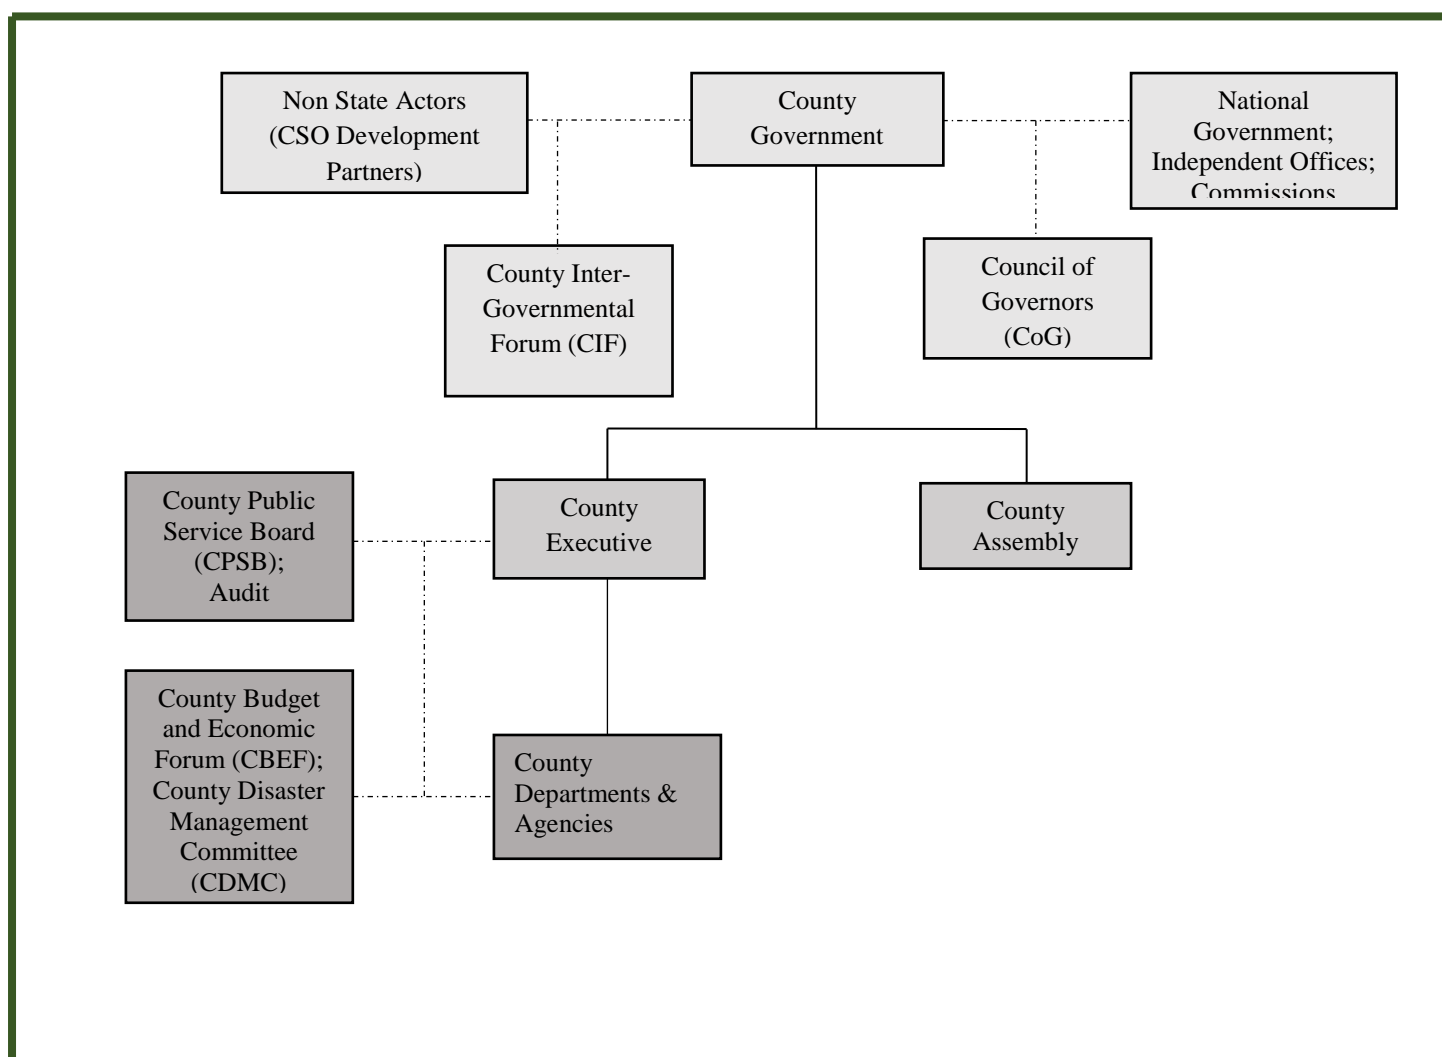 Non State Actors
(CSO Development
Partners)
County
Government
National
Government;
Independent Offices;
Commissions
County Inter-
Governmental
Forum (CIF)
Council of
Governors
(CoG)
County Public
Service Board
(CPSB);
Audit
County
Executive
County
Assembly
County Budget
and Economic
Forum (CBEF);
County Disaster
Management
Committee
(CDMC)
County
Departments &
Agencies